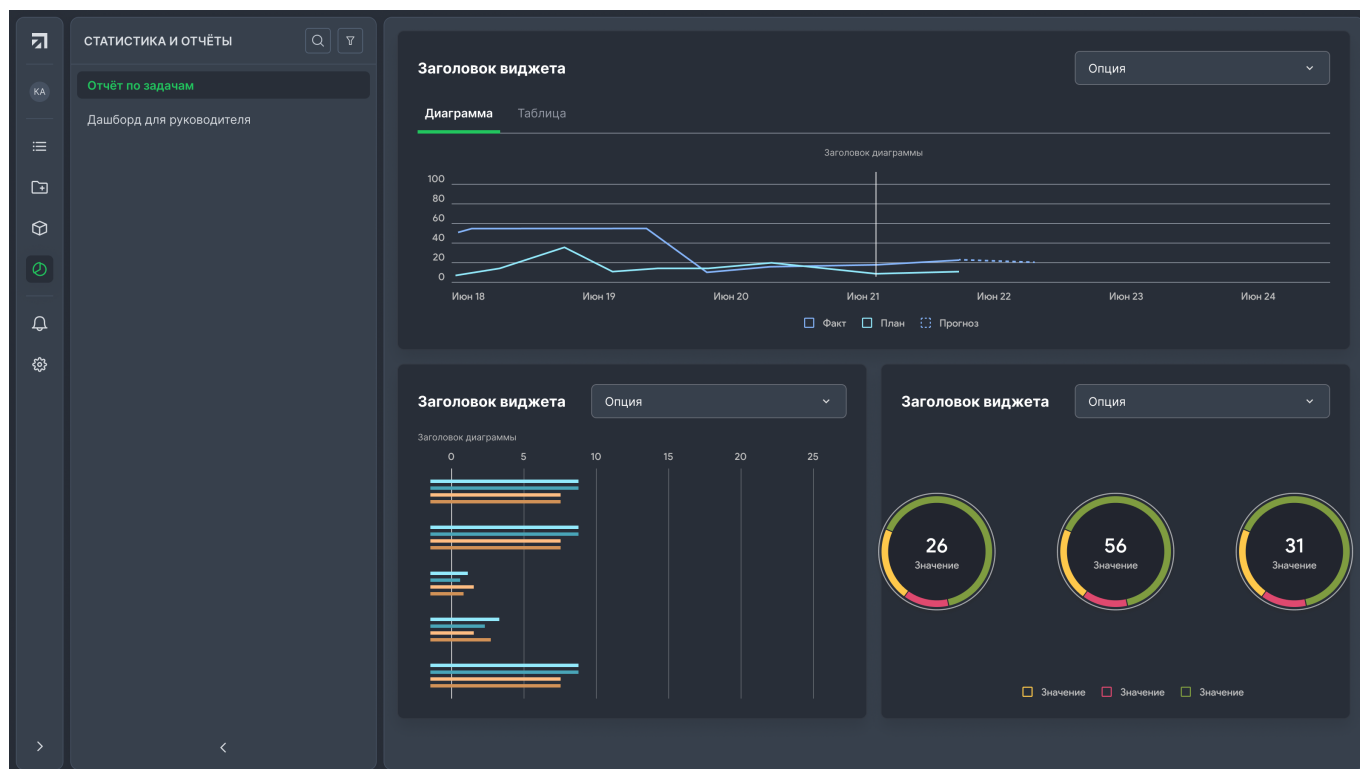 СТАТИСТИКА И ОТЧЁТЫ
КА
Отчёт по задачам
Дашборд для руководителя
Заголовок виджета
Опция
Диаграмма Таблица
Заголовок диаграммы
100
80
60
40
20
0
Июн 18 Июн 19 Июн 20 Июн 21 Июн 22 Июн 23 Июн 24
Факт План Прогноз
Заголовок виджета
Опция
Заголовок диаграммы
0 5 10 15 20 25
Заголовок виджета
Опция
26
Значение
56
Значение
31
Значение
Значение Значение Значение